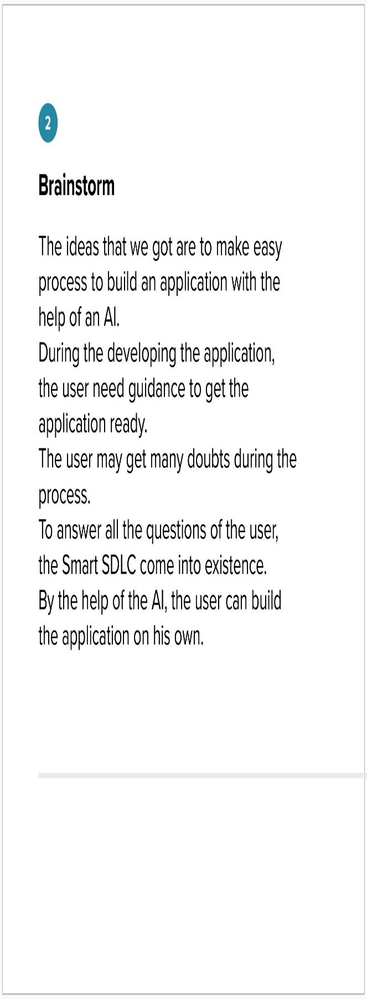 2
Brainstorm
The ideas that we got are to make easy
process to build an application with the
help of an AI.
During the developing the application,
the user need guidance to get the
application ready.
The user may get many doubts during the
process.
To answer all the questions of the user,
the Smart SDLC come into existence.
By the help of the AI, the user can build
the application on his own.